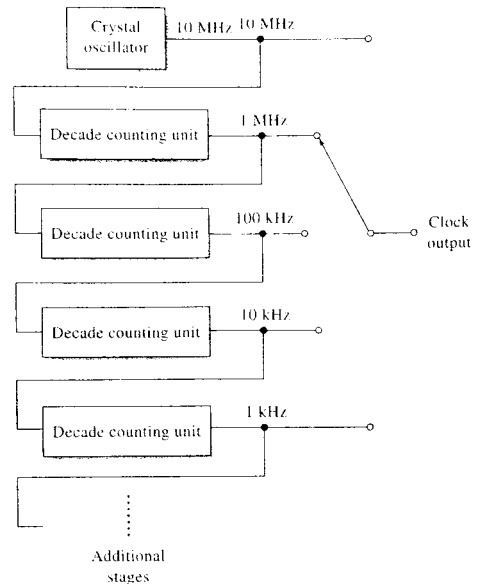 Crystal
oscillator
10 MHz 10 MHz
Decade counting unit
1 MHz
Decade counting unit
100 kHz
Clock
output
Decade counting unit
10 kHz
Decade counting unit
1 kHz
Additional
stages